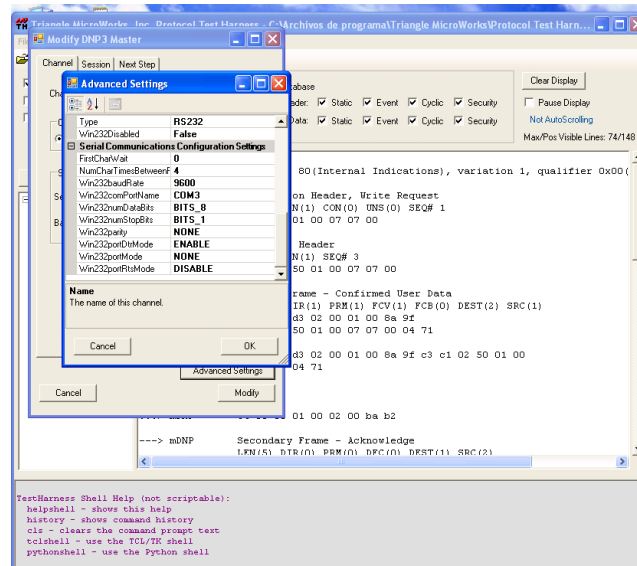 Triangle MicroWorks, Inc. Protocol Test Harness - C:\Archivos de programa\Triangle MicroWorks\Protocol Test Harn...
Modify DNP3 Master
Channel Session Next Step
Advanced Settings
Type RS232
Win232Disabled False
Serial Communications Configuration Settings
FirstCharWait 0
NumCharTimesBetweenF 4
Win232baudRate 9600
Win232comPortName COM3
Win232numDataBits BITS_8
Win232numStopBits BITS_1
Win232parity NONE
Win232portDtrMode ENABLE
Win232portMode NONE
Win232portRtsMode DISABLE
Name
The name of this channel.
Cancel OK
Advanced Settings
Cancel Modify
abase
ader: Static Event Cyclic Security
Data: Static Event Cyclic Security
Clear Display
Pause Display
Not AutoScrolling
Max/Pos Visible Lines: 74/148
80(Internal Indications), variation 1, qualifier 0x00(
on Header, Write Request
N(1) CON(0) UNS(0) SEQ# 1
01 00 07 07 00
Header
N(1) SEQ# 3
50 01 00 07 07 00
rame - Confirmed User Data
IR(1) PRM(1) FCV(1) FCB(0) DEST(2) SRC(1)
d3 02 00 01 00 8a 9f
50 01 00 07 07 00 04 71
d3 02 00 01 00 8a 9f c3 c1 02 50 01 00
04 71
01 00 02 00 ba b2
---> mDNP Secondary Frame - Acknowledge
LEN(5) DIR(0) PRM(0) DFC(0) DEST(1) SRC(2)
TestHarness Shell Help (not scriptable):
helpshell - shows this help
history - shows command history
cls - clears the command prompt text
tclshell - use the TCL/TK shell
pythonshell - use the Python shell